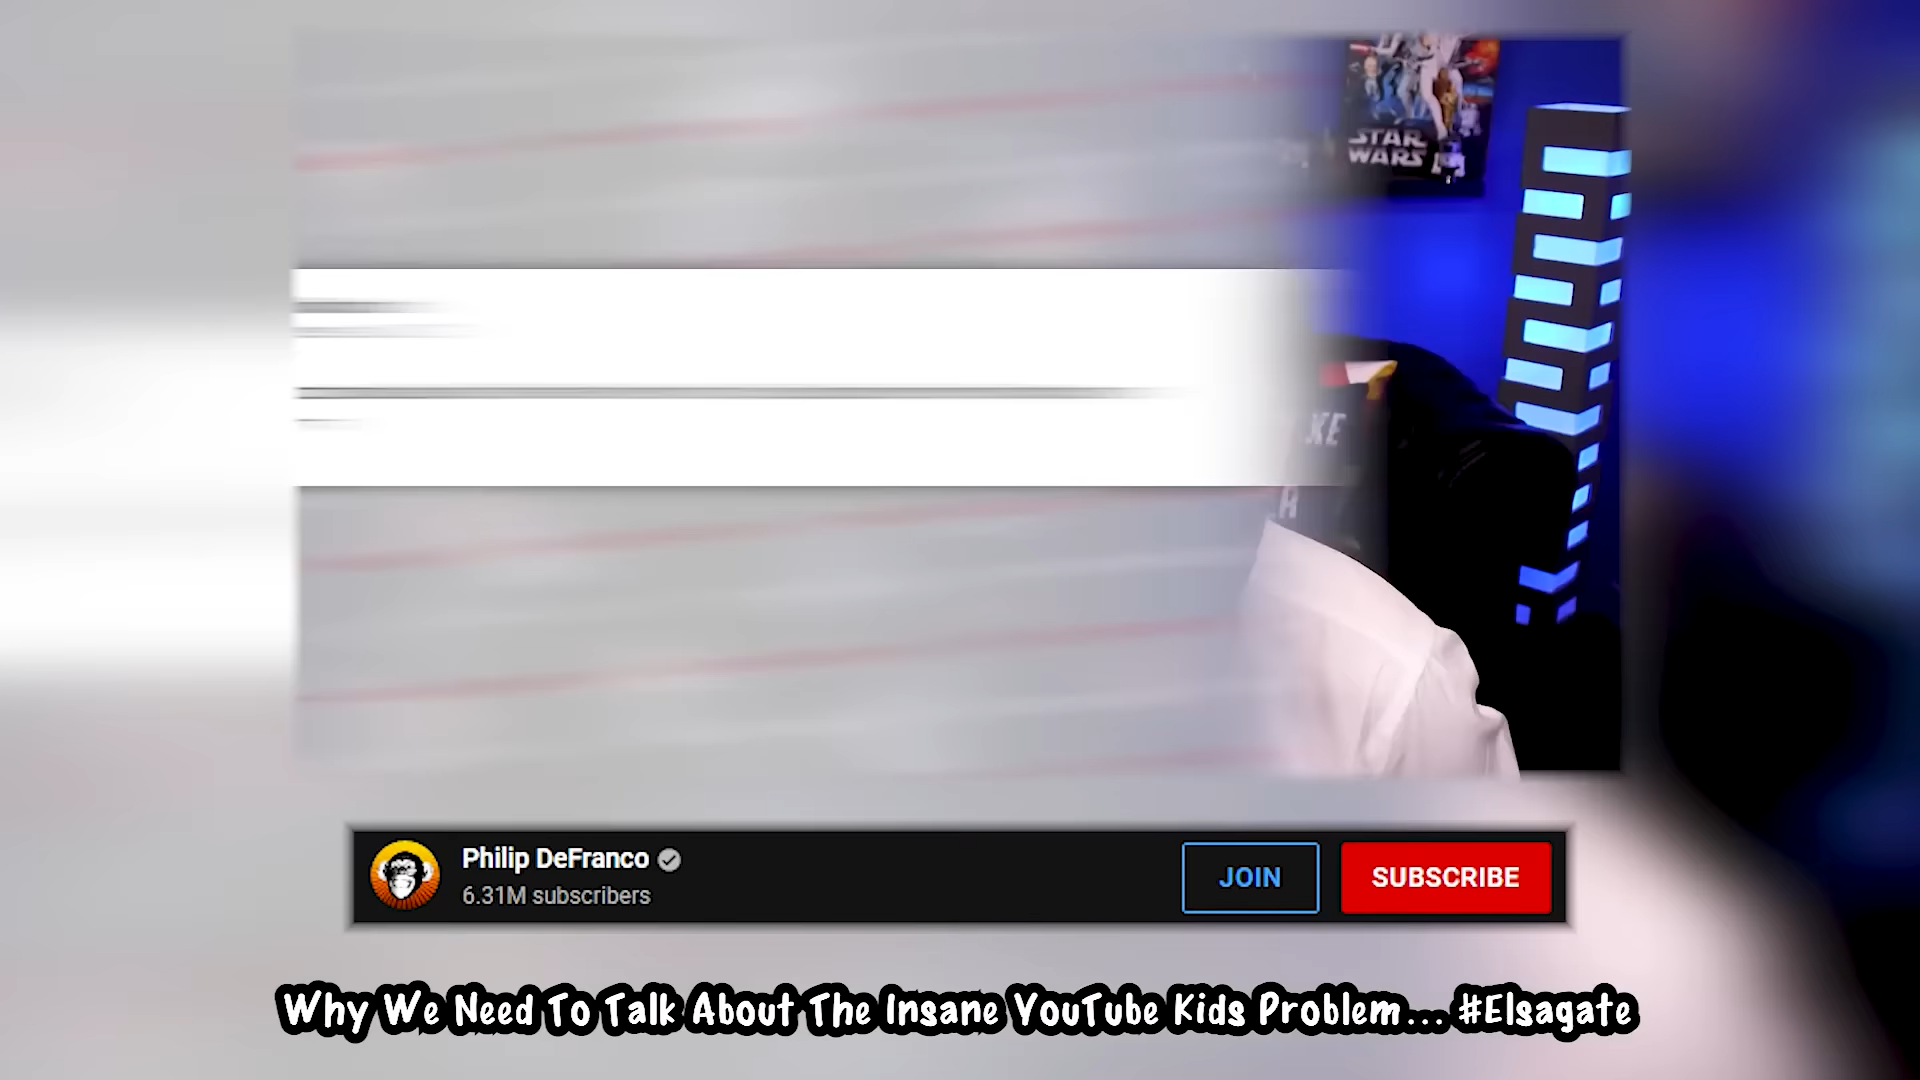 STAR
WARS
KE
R
Philip DeFranco
6.31M subscribers
JOIN
SUBSCRIBE
Why We Need To Talk About The Insane YouTube Kids Problem... #Elsagate